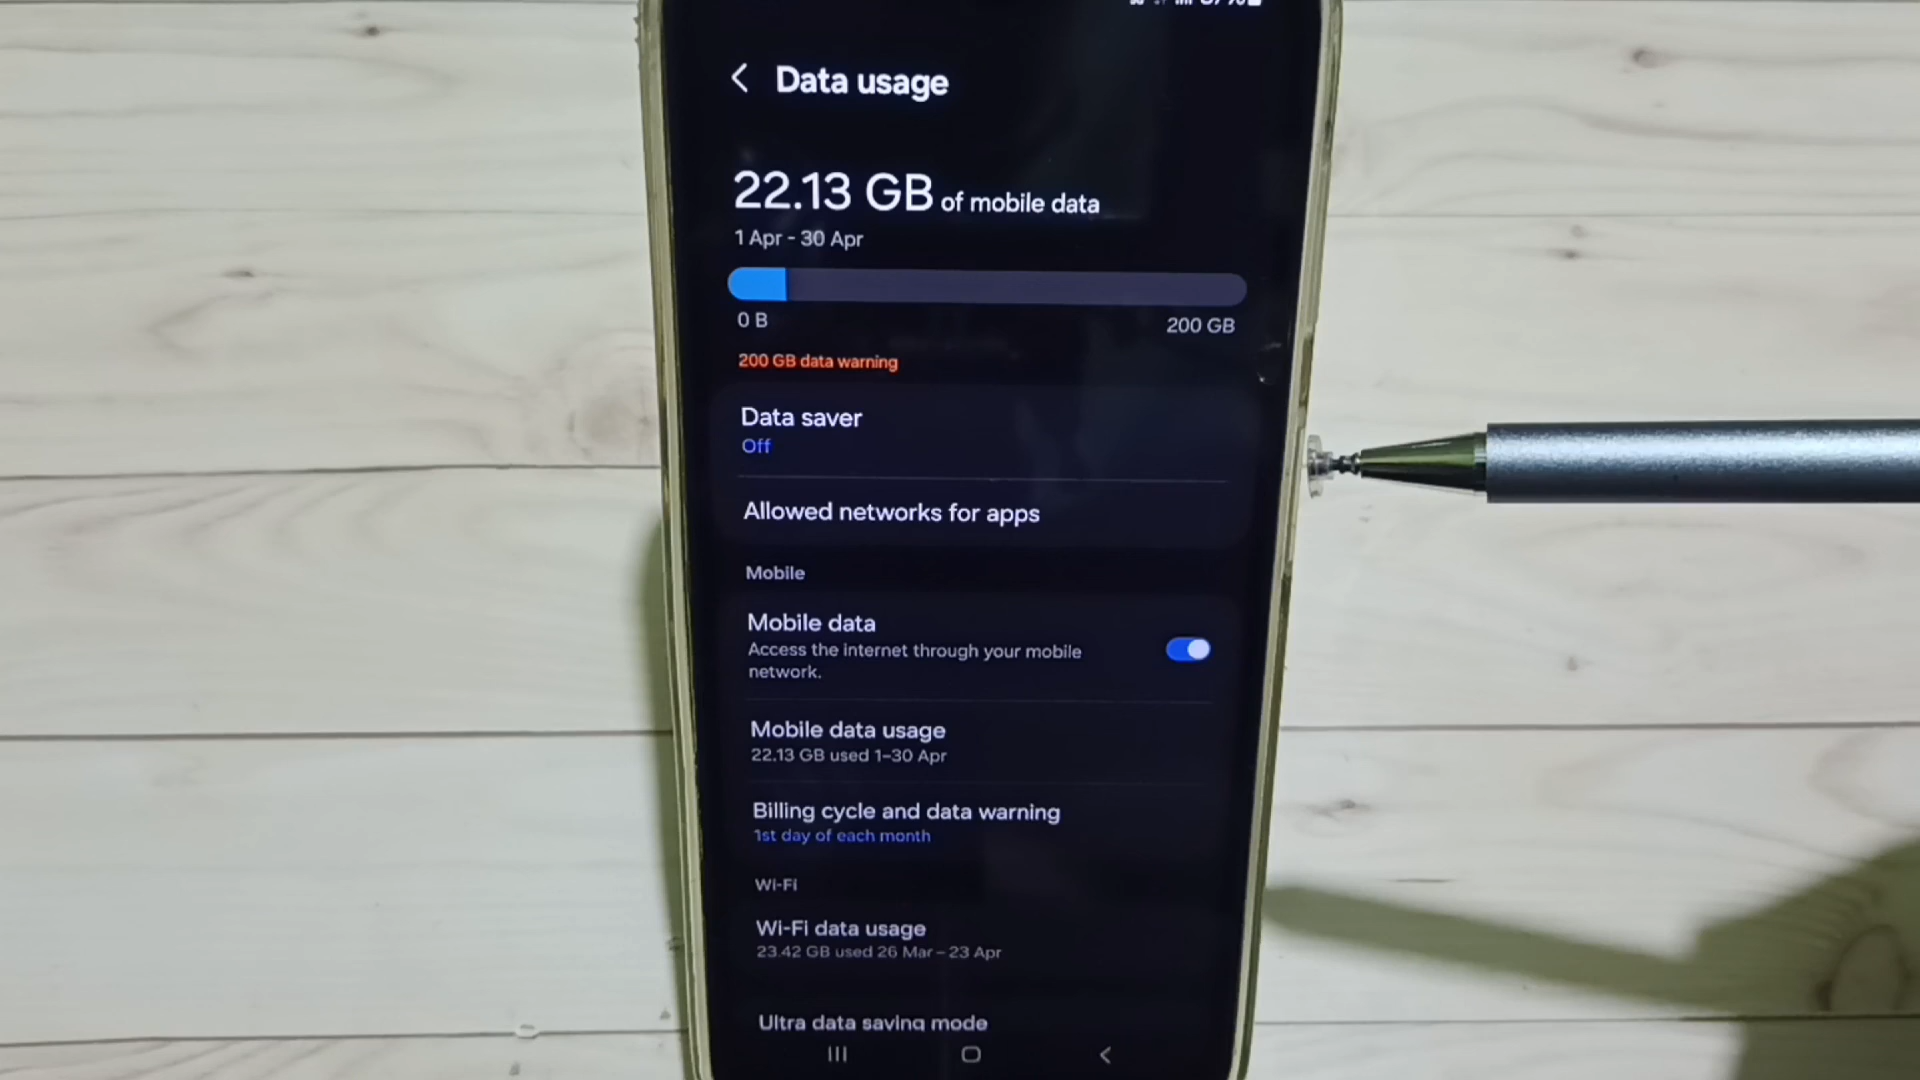 Data usage
22.13 GB of mobile data
1 Apr - 30 Apr
0 B
200 GB
200 GB data warning
Data saver
Off
Allowed networks for apps
Mobile
Mobile data
Access the internet through your mobile
network.
Mobile data usage
22.13 GB used 1–30 Apr
Billing cycle and data warning
1st day of each month
Wi-Fi
Wi-Fi data usage
23.42 GB used 26 Mar – 23 Apr
Ultra data saving mode